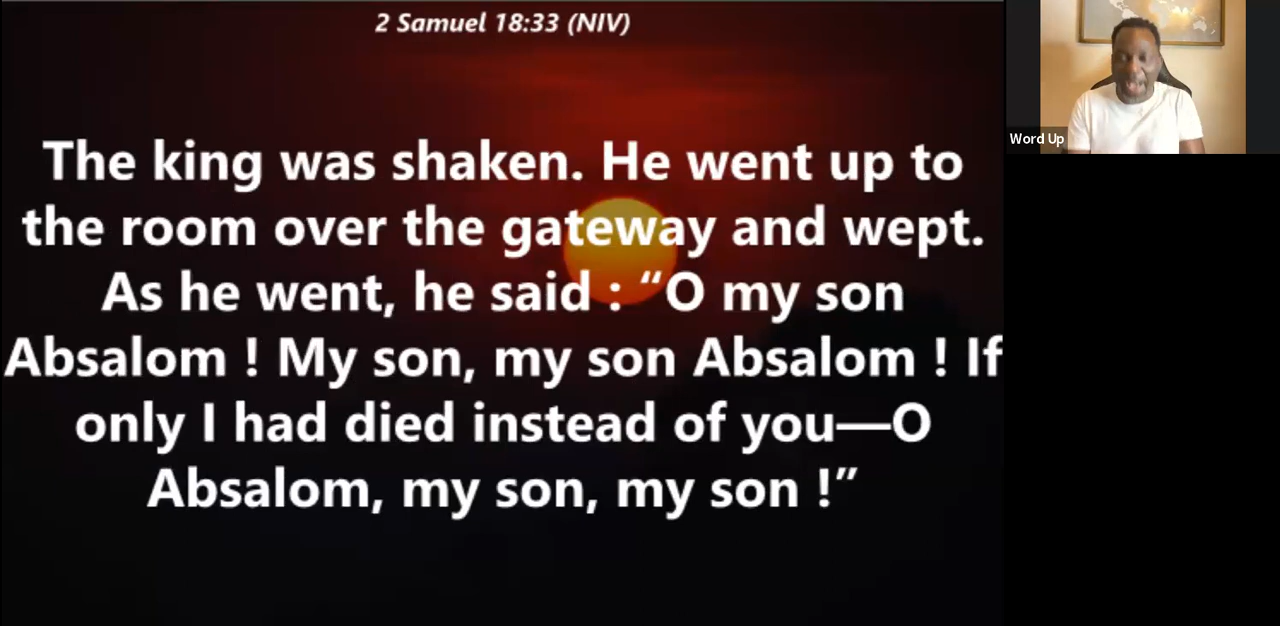 2 Samuel 18:33 (NIV)
The king was shaken. He went up to
the room over the gateway and wept.
As he went, he said : “O my son
Absalom ! My son, my son Absalom ! If
only I had died instead of you—O
Absalom, my son, my son !”
Word Up